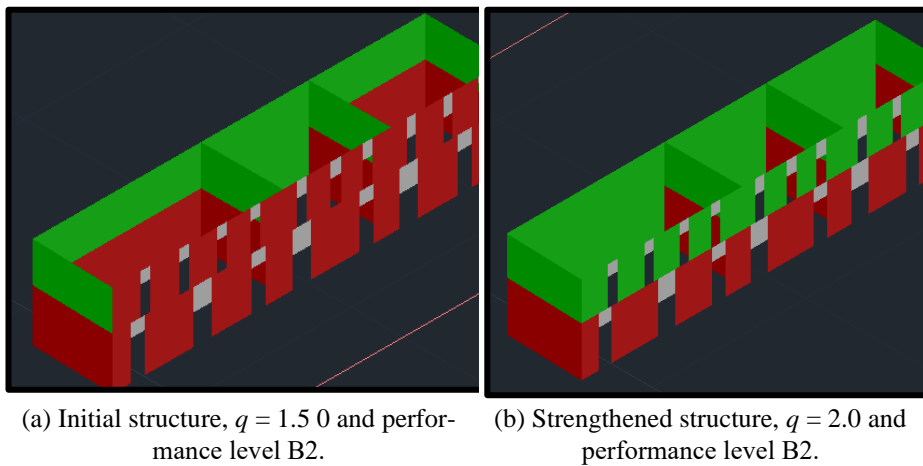 (a) Initial structure, q = 1.5 0 and perfor-
mance level B2.
(b) Strengthened structure, q = 2.0 and
performance level B2.